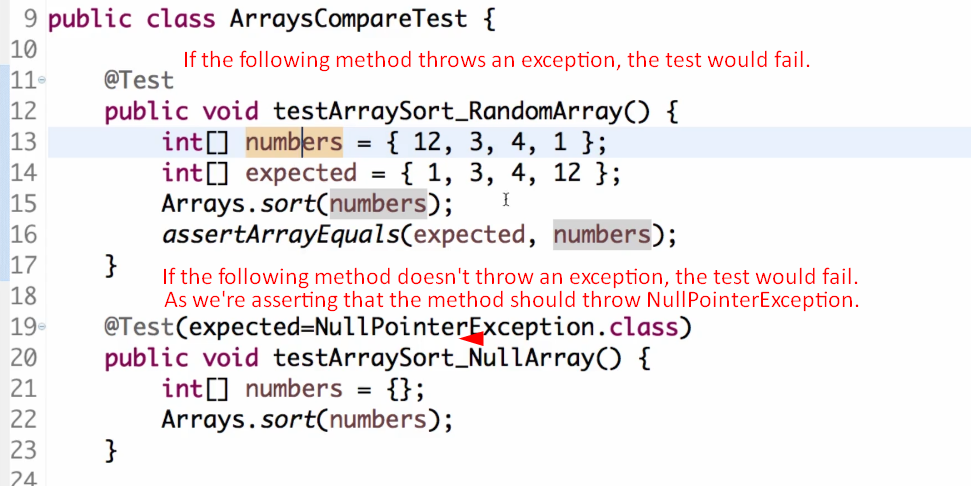 9 public class ArraysCompareTest {
10
If the following method throws an exception, the test would fail.
11 @Test
12 public void testArraySort_RandomArray() {
13 int[] numbers = { 12, 3, 4, 1 };
14 int[] expected = { 1, 3, 4, 12 };
15 Arrays.sort(numbers);
16 assertArrayEquals(expected, numbers);
17 }
If the following method doesn't throw an exception, the test would fail.
18
As we're asserting that the method should throw NullPointerException.
19 @Test(expected=NullPointerException.class)
20 public void testArraySort_NullArray() {
21 int[] numbers = {};
22 Arrays.sort(numbers);
23 }
24